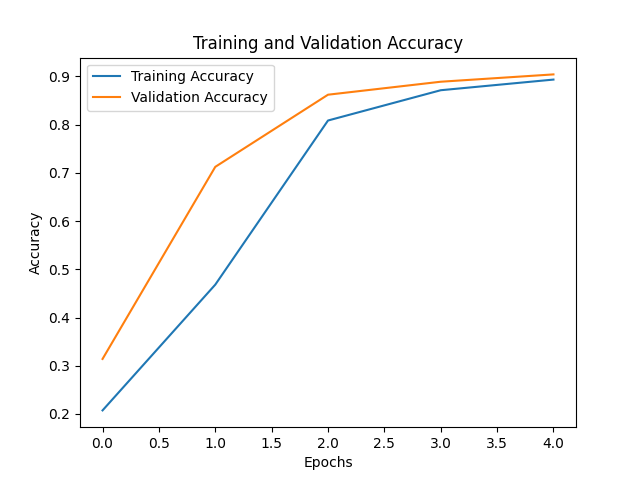 Training and Validation Accuracy
Training Accuracy
Validation Accuracy
0.9
0.8
0.7
0.6
0.5
0.4
0.3
0.2
Accuracy
0.0 0.5 1.0 1.5 2.0 2.5 3.0 3.5 4.0
Epochs